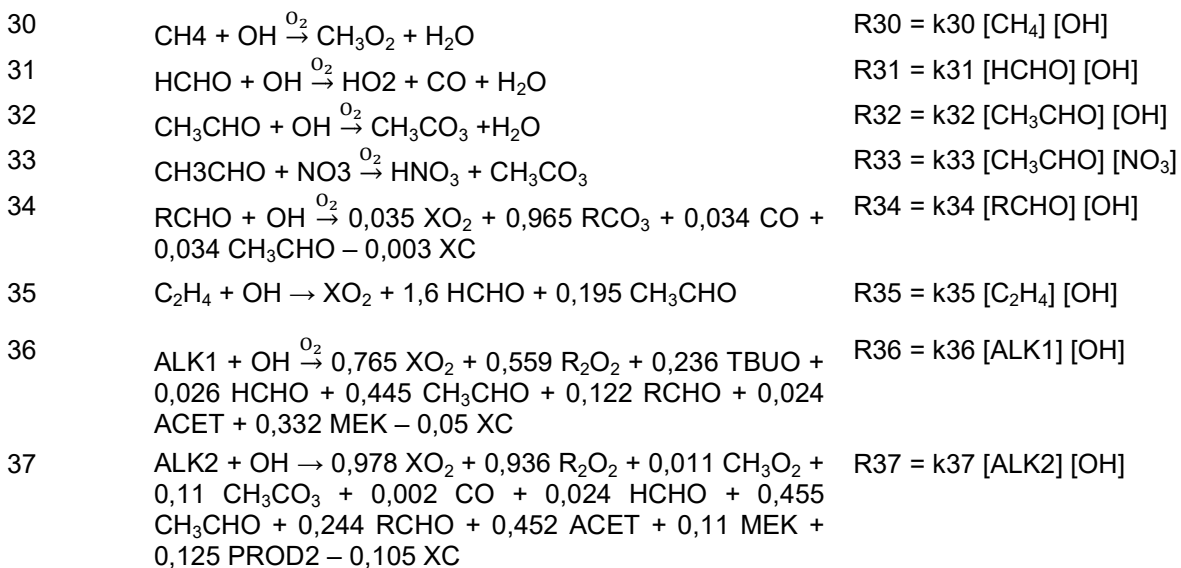 30 CH4 + OH →(O₂) CH₃O₂ + H₂O R30 = k30 [CH₄] [OH]
31 HCHO + OH →(O₂) HO2 + CO + H₂O R31 = k31 [HCHO] [OH]
32 CH₃CHO + OH →(O₂) CH₃CO₃ +H₂O R32 = k32 [CH₃CHO] [OH]
33 CH3CHO + NO3 →(O₂) HNO₃ + CH₃CO₃ R33 = k33 [CH₃CHO] [NO₃]
34 RCHO + OH →(O₂) 0,035 XO₂ + 0,965 RCO₃ + 0,034 CO + R34 = k34 [RCHO] [OH]
0,034 CH₃CHO – 0,003 XC
35 C₂H₄ + OH → XO₂ + 1,6 HCHO + 0,195 CH₃CHO R35 = k35 [C₂H₄] [OH]
36 ALK1 + OH →(O₂) 0,765 XO₂ + 0,559 R₂O₂ + 0,236 TBUO + R36 = k36 [ALK1] [OH]
0,026 HCHO + 0,445 CH₃CHO + 0,122 RCHO + 0,024
ACET + 0,332 MEK – 0,05 XC
37 ALK2 + OH → 0,978 XO₂ + 0,936 R₂O₂ + 0,011 CH₃O₂ + R37 = k37 [ALK2] [OH]
0,11 CH₃CO₃ + 0,002 CO + 0,024 HCHO + 0,455
CH₃CHO + 0,244 RCHO + 0,452 ACET + 0,11 MEK +
0,125 PROD2 – 0,105 XC